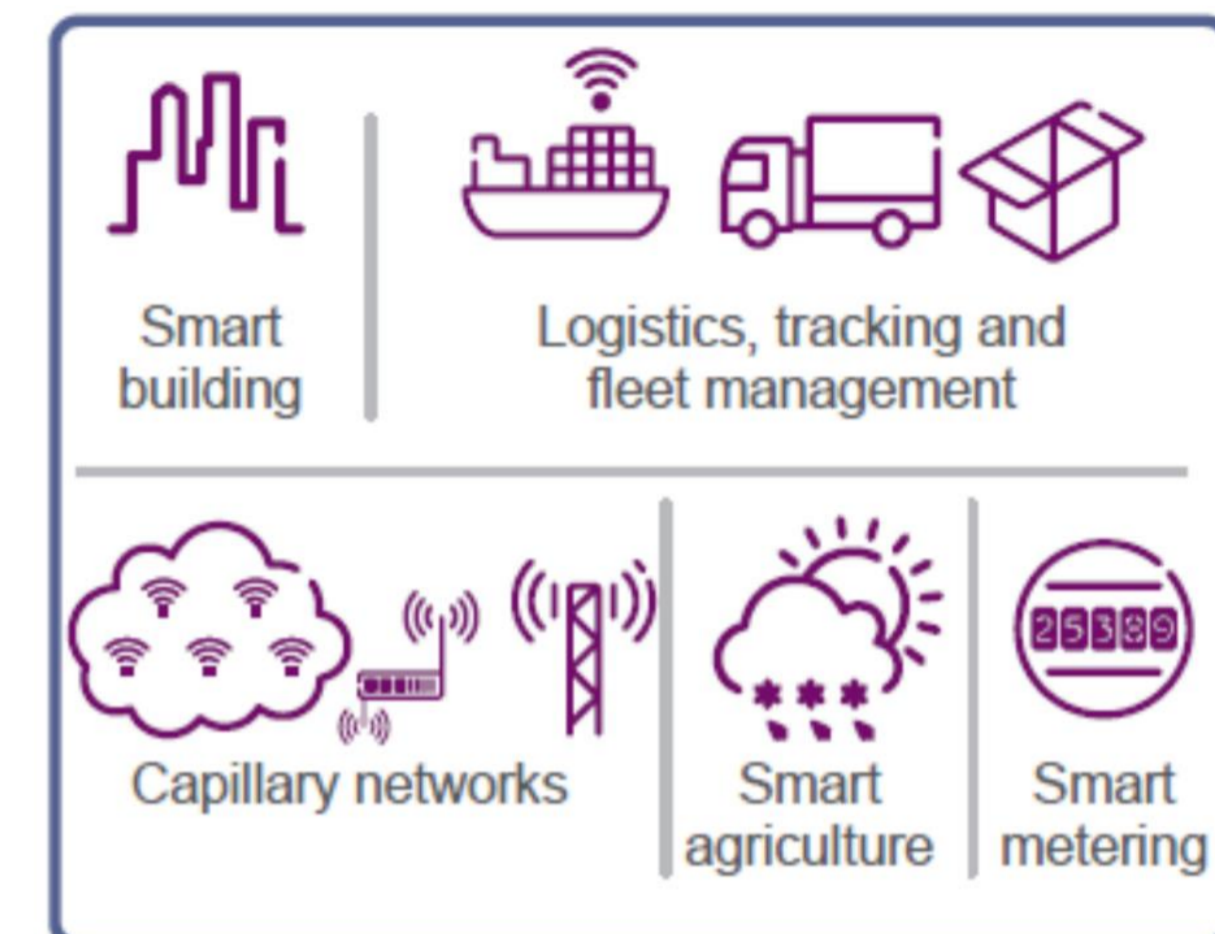 Smart
building
Logistics, tracking and
fleet management
Capillary networks
Smart
agriculture
25389
Smart
metering